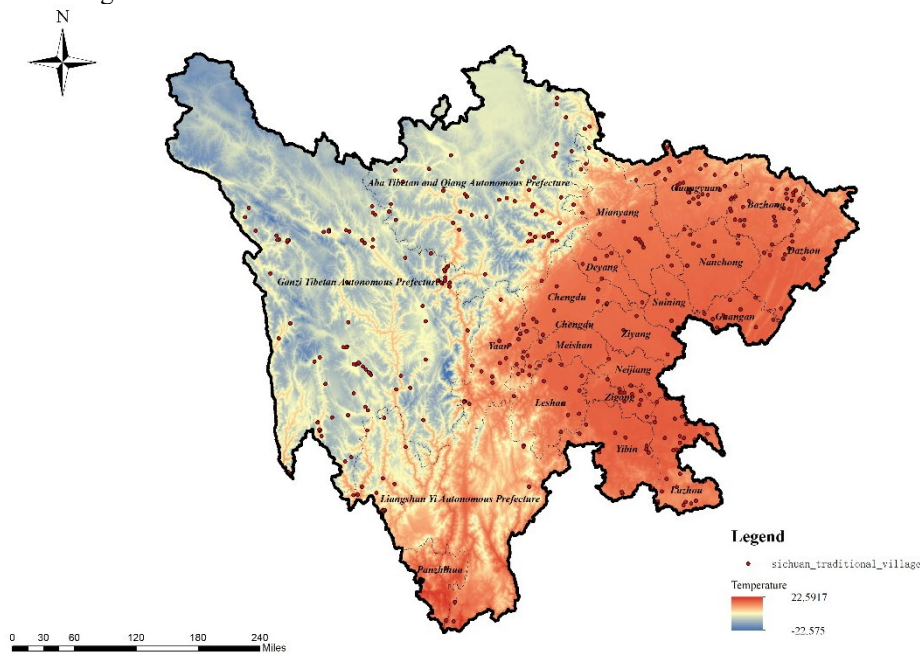 N
Aba Tibetan and Qiang Autonomous Prefecture
Guangyuan
Bazhong
Mianyang
Dazhou
Nanchong
Deyang
Ganzi Tibetan Autonomous Prefecture
Chengdu
Suining
Guangan
Chengdu
Ziyang
Yaan
Meishan
Neijiang
Leshan
Zigong
Yibin
Luzhou
Liangshan Yi Autonomous Prefecture
Panzhihua
Legend
sichuan_traditional_village
Temperature
22.5917
-22.575
0 30 60 120 180 240
Miles